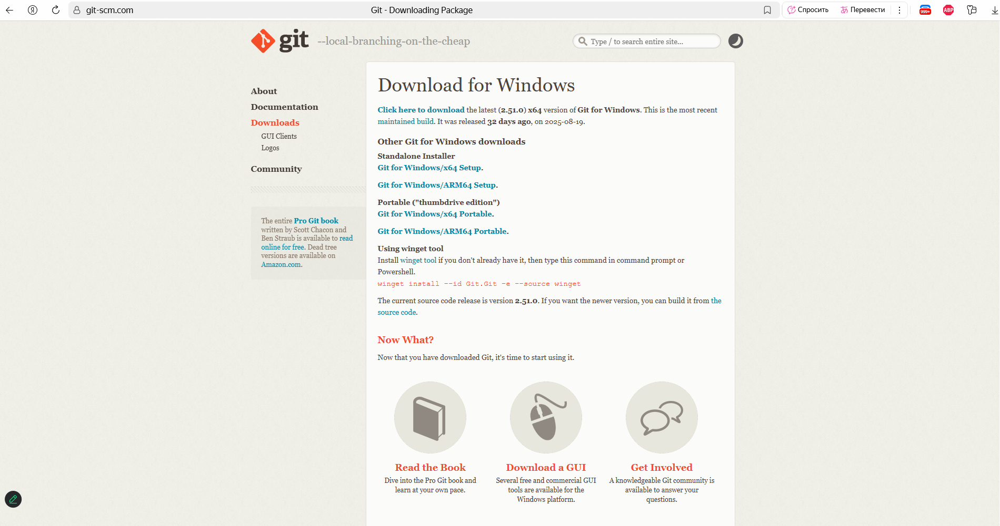 git-scm.com
Git - Downloading Package
Спросить
Перевести
999+
ABP
git
--local-branching-on-the-cheap
Type / to search entire site...
About
Documentation
Downloads
GUI Clients
Logos
Community
The entire Pro Git book
written by Scott Chacon and
Ben Straub is available to read
online for free. Dead tree
versions are available on
Amazon.com.
Download for Windows
Click here to download the latest (2.51.0) x64 version of Git for Windows. This is the most recent
maintained build. It was released 32 days ago, on 2025-08-19.
Other Git for Windows downloads
Standalone Installer
Git for Windows/x64 Setup.
Git for Windows/ARM64 Setup.
Portable ("thumbdrive edition")
Git for Windows/x64 Portable.
Git for Windows/ARM64 Portable.
Using winget tool
Install winget tool if you don't already have it, then type this command in command prompt or
Powershell.
winget install --id Git.Git -e --source winget
The current source code release is version 2.51.0. If you want the newer version, you can build it from the
source code.
Now What?
Now that you have downloaded Git, it's time to start using it.
Read the Book
Dive into the Pro Git book and
learn at your own pace.
Download a GUI
Several free and commercial GUI
tools are available for the
Windows platform.
Get Involved
A knowledgeable Git community is
available to answer your
questions.